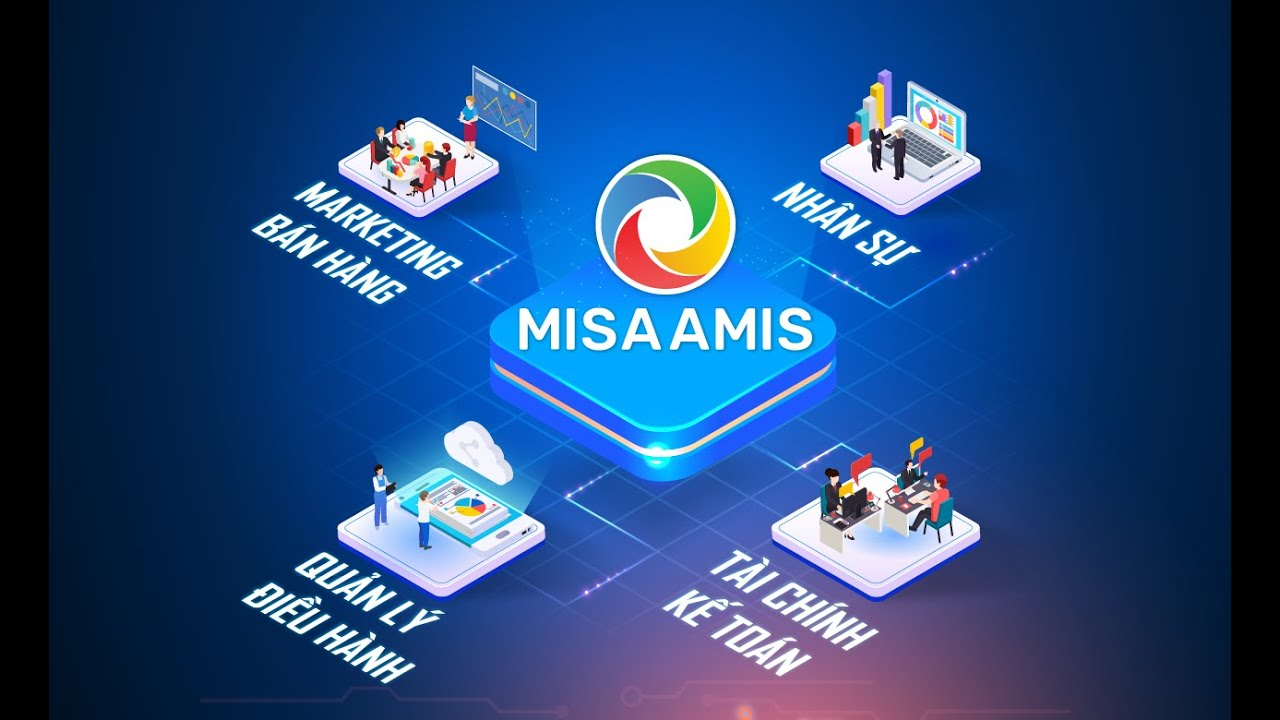 MARKETING
BÁN HÀNG
NHÂN SỰ
MISA AMIS
QUẢN LÝ
ĐIỀU HÀNH
TÀI CHÍNH
KẾ TOÁN